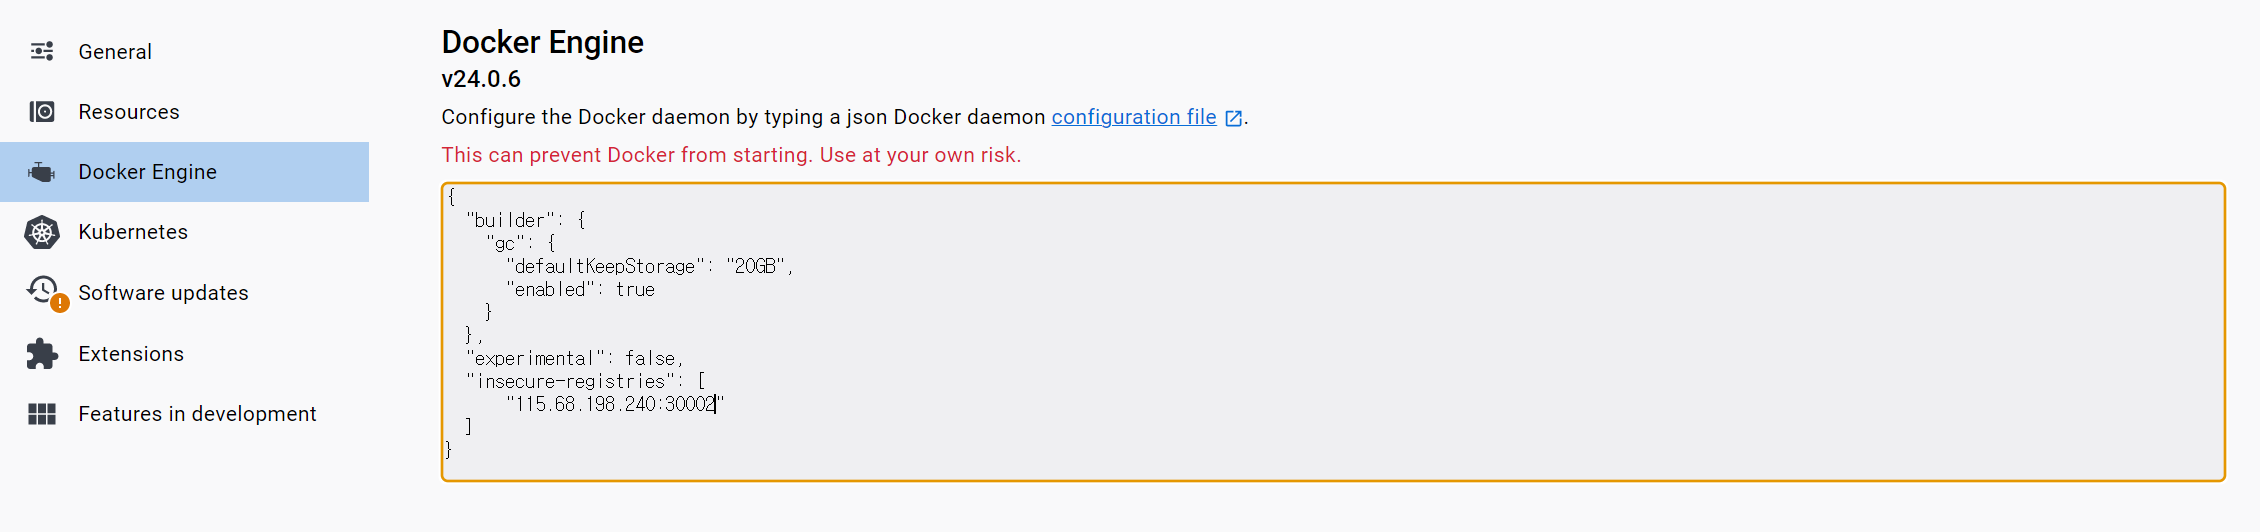 General
Resources
Docker Engine
Kubernetes
Software updates
Extensions
Features in development
Docker Engine
v24.0.6
Configure the Docker daemon by typing a json Docker daemon configuration file.
This can prevent Docker from starting. Use at your own risk.
{
  "builder": {
    "gc": {
      "defaultKeepStorage": "20GB",
      "enabled": true
    }
  },
  "experimental": false,
  "insecure-registries": [
      "115.68.198.240:30002"
  ]
}